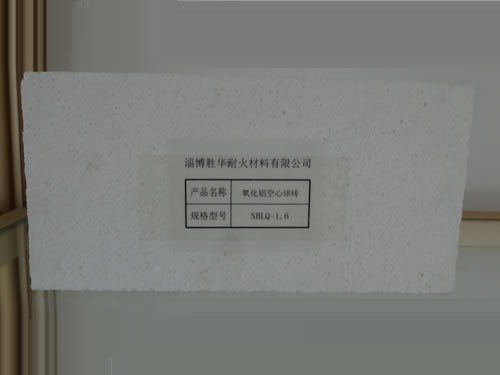 淄博胜华耐火材料有限公司
产品名称 氧化铝空心球砖
规格型号 SHLQ-1.6